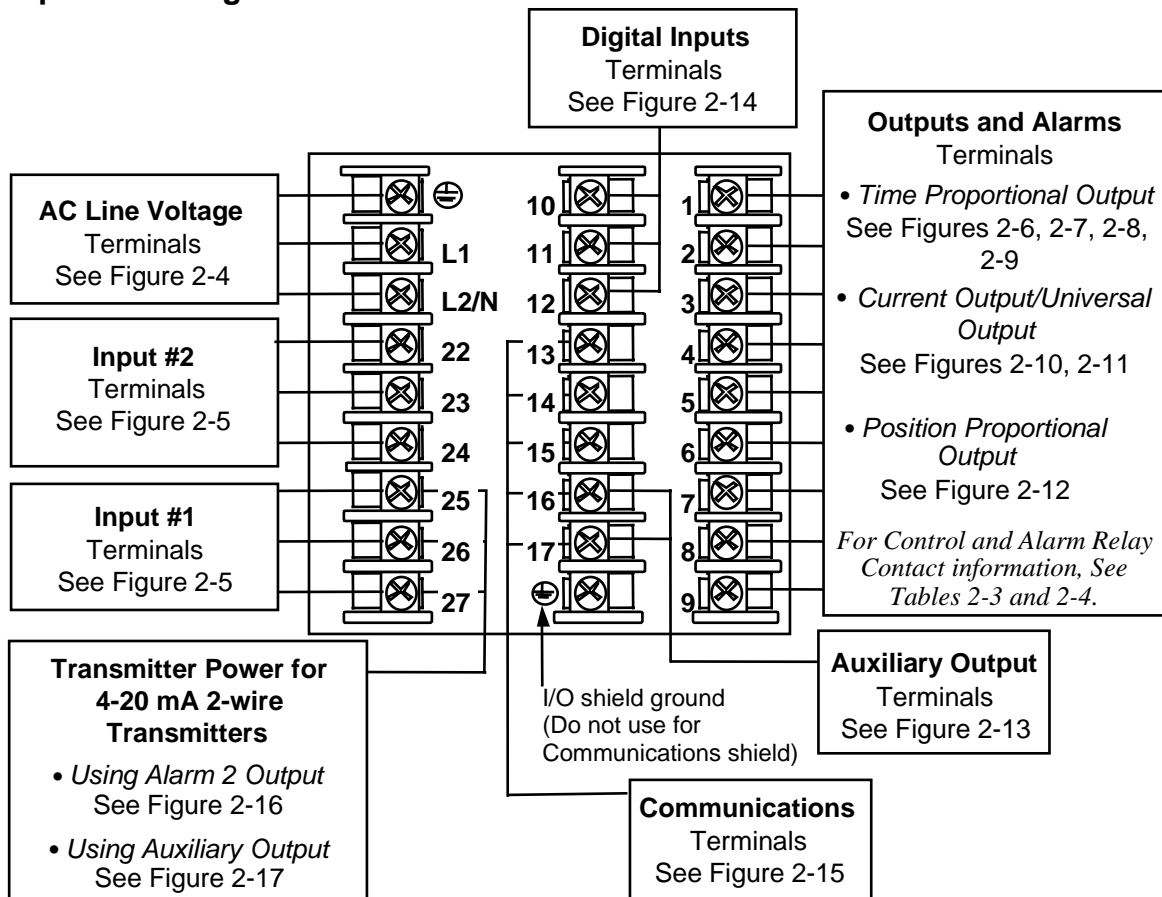 Digital Inputs
Terminals
See Figure 2-14
Outputs and Alarms
Terminals
• Time Proportional Output
See Figures 2-6, 2-7, 2-8,
2-9
• Current Output/Universal
Output
See Figures 2-10, 2-11
• Position Proportional
Output
See Figure 2-12
For Control and Alarm Relay
Contact information, See
Tables 2-3 and 2-4.
AC Line Voltage
Terminals
See Figure 2-4
Input #2
Terminals
See Figure 2-5
Input #1
Terminals
See Figure 2-5
L1
L2/N
22
23
24
25
26
27
10
11
12
13
14
15
16
17
1
2
3
4
5
6
7
8
9
Transmitter Power for
4-20 mA 2-wire
Transmitters
• Using Alarm 2 Output
See Figure 2-16
• Using Auxiliary Output
See Figure 2-17
I/O shield ground
(Do not use for
Communications shield)
Auxiliary Output
Terminals
See Figure 2-13
Communications
Terminals
See Figure 2-15